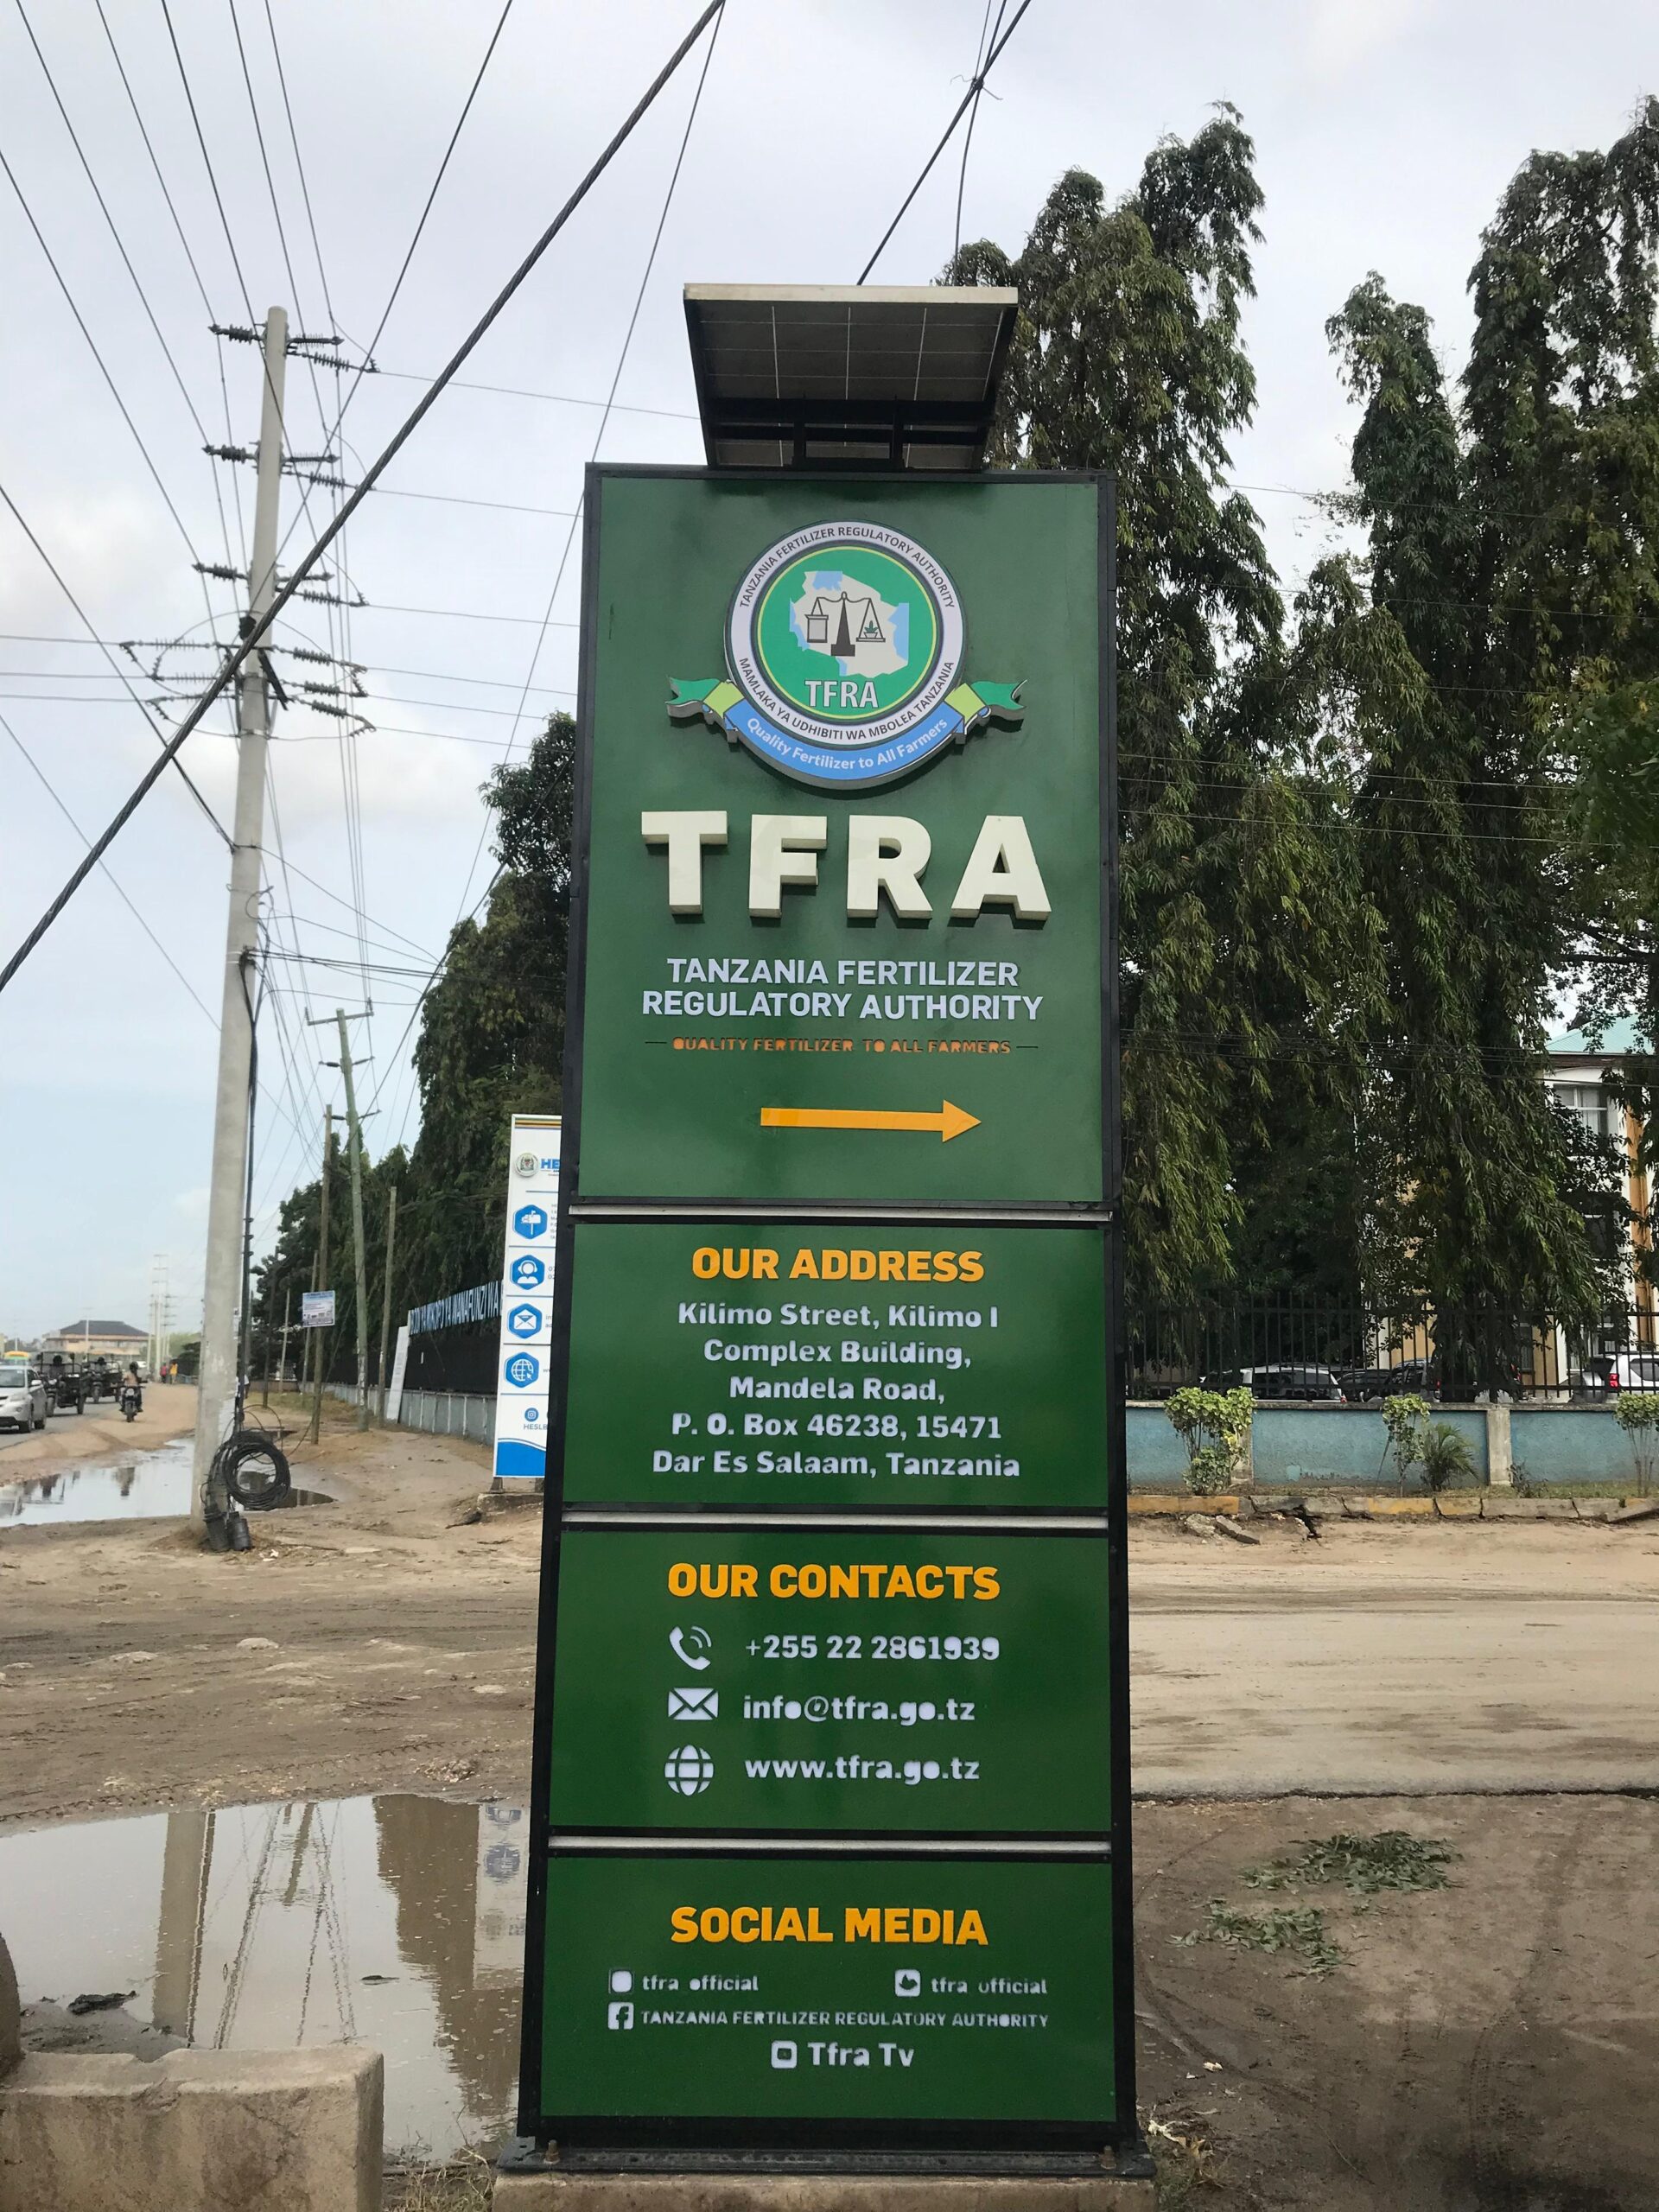 TANZANIA FERTILIZER REGULATORY AUTHORITY
TFRA
MAMLAKA YA UDHIBITI WA MBOLEA TANZANIA
Quality Fertilizer to All Farmers
TFRA
TANZANIA FERTILIZER
REGULATORY AUTHORITY
QUALITY FERTILIZER TO ALL FARMERS
OUR ADDRESS
Kilimo Street, Kilimo I
Complex Building,
Mandela Road,
P. O. Box 46238, 15471
Dar Es Salaam, Tanzania
OUR CONTACTS
+255 22 2861939
info@tfra.go.tz
www.tfra.go.tz
SOCIAL MEDIA
tfra official
tfra official
TANZANIA FERTILIZER REGULATORY AUTHORITY
Tfra Tv
HESLB